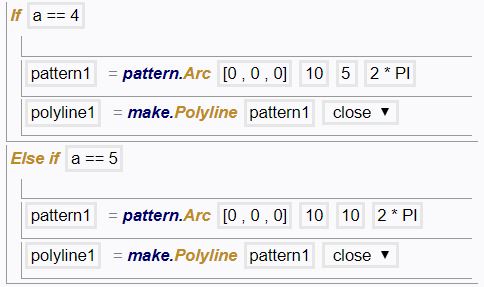 If a == 4
pattern1 = pattern.Arc [0 , 0 , 0] 10 5 2 * PI
polyline1 = make.Polyline pattern1 close ▼
Else if a == 5
pattern1 = pattern.Arc [0 , 0 , 0] 10 10 2 * PI
polyline1 = make.Polyline pattern1 close ▼